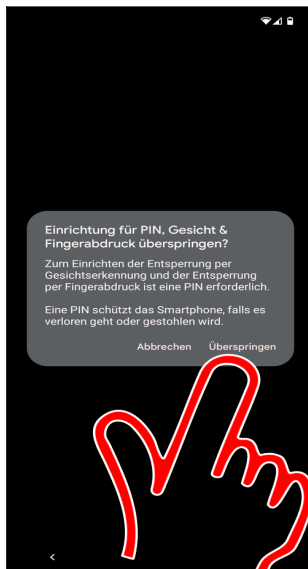 Einrichtung für PIN, Gesicht &
Fingerabdruck überspringen?
Zum Einrichten der Entsperrung per
Gesichtserkennung und der Entsperrung
per Fingerabdruck ist eine PIN erforderlich.
Eine PIN schützt das Smartphone, falls es
verloren geht oder gestohlen wird.
Abbrechen Überspringen